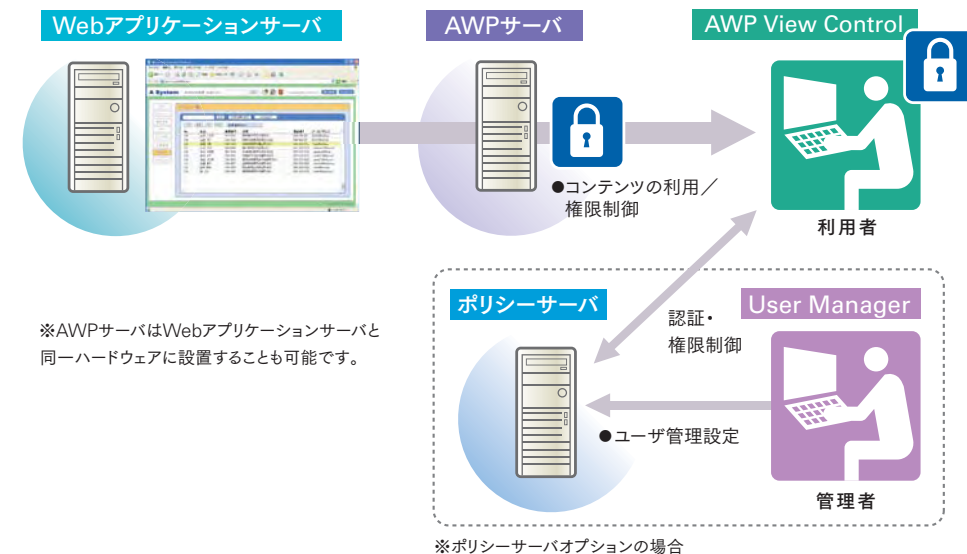 Webアプリケーションサーバ
AWPサーバ
AWP View Control
A System
●コンテンツの利用／
権限制御
利用者
※AWPサーバはWebアプリケーションサーバと
同一ハードウェアに設置することも可能です。
ポリシーサーバ
User Manager
認証・
権限制御
●ユーザ管理設定
管理者
※ポリシーサーバオプションの場合